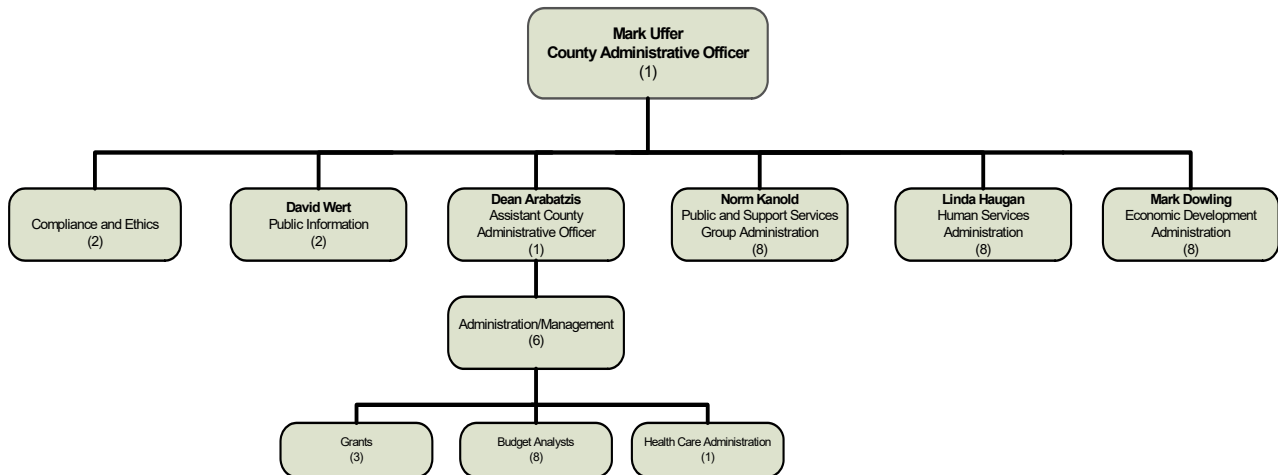 Mark Uffer
County Administrative Officer
(1)
Compliance and Ethics
(2)
David Wert
Public Information
(2)
Dean Arabatzis
Assistant County
Administrative Officer
(1)
Norm Kanold
Public and Support Services
Group Administration
(8)
Linda Haugan
Human Services
Administration
(8)
Mark Dowling
Economic Development
Administration
(8)
Administration/Management
(6)
Grants
(3)
Budget Analysts
(8)
Health Care Administration
(1)